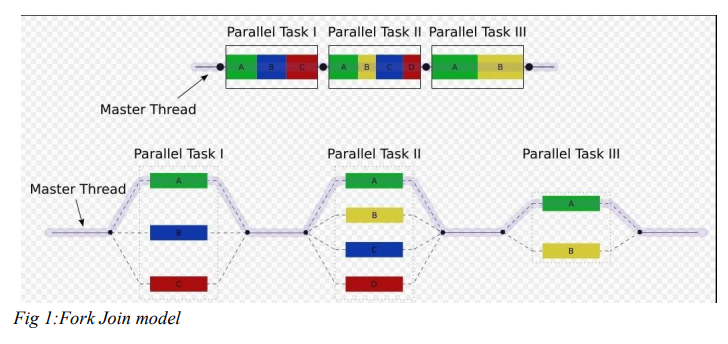 Parallel Task I Parallel Task II Parallel Task III
A B C A B C D A B
Master Thread
Parallel Task I Parallel Task II Parallel Task III
A A
Master Thread A
B
B C B
C D
Fig 1:Fork Join model